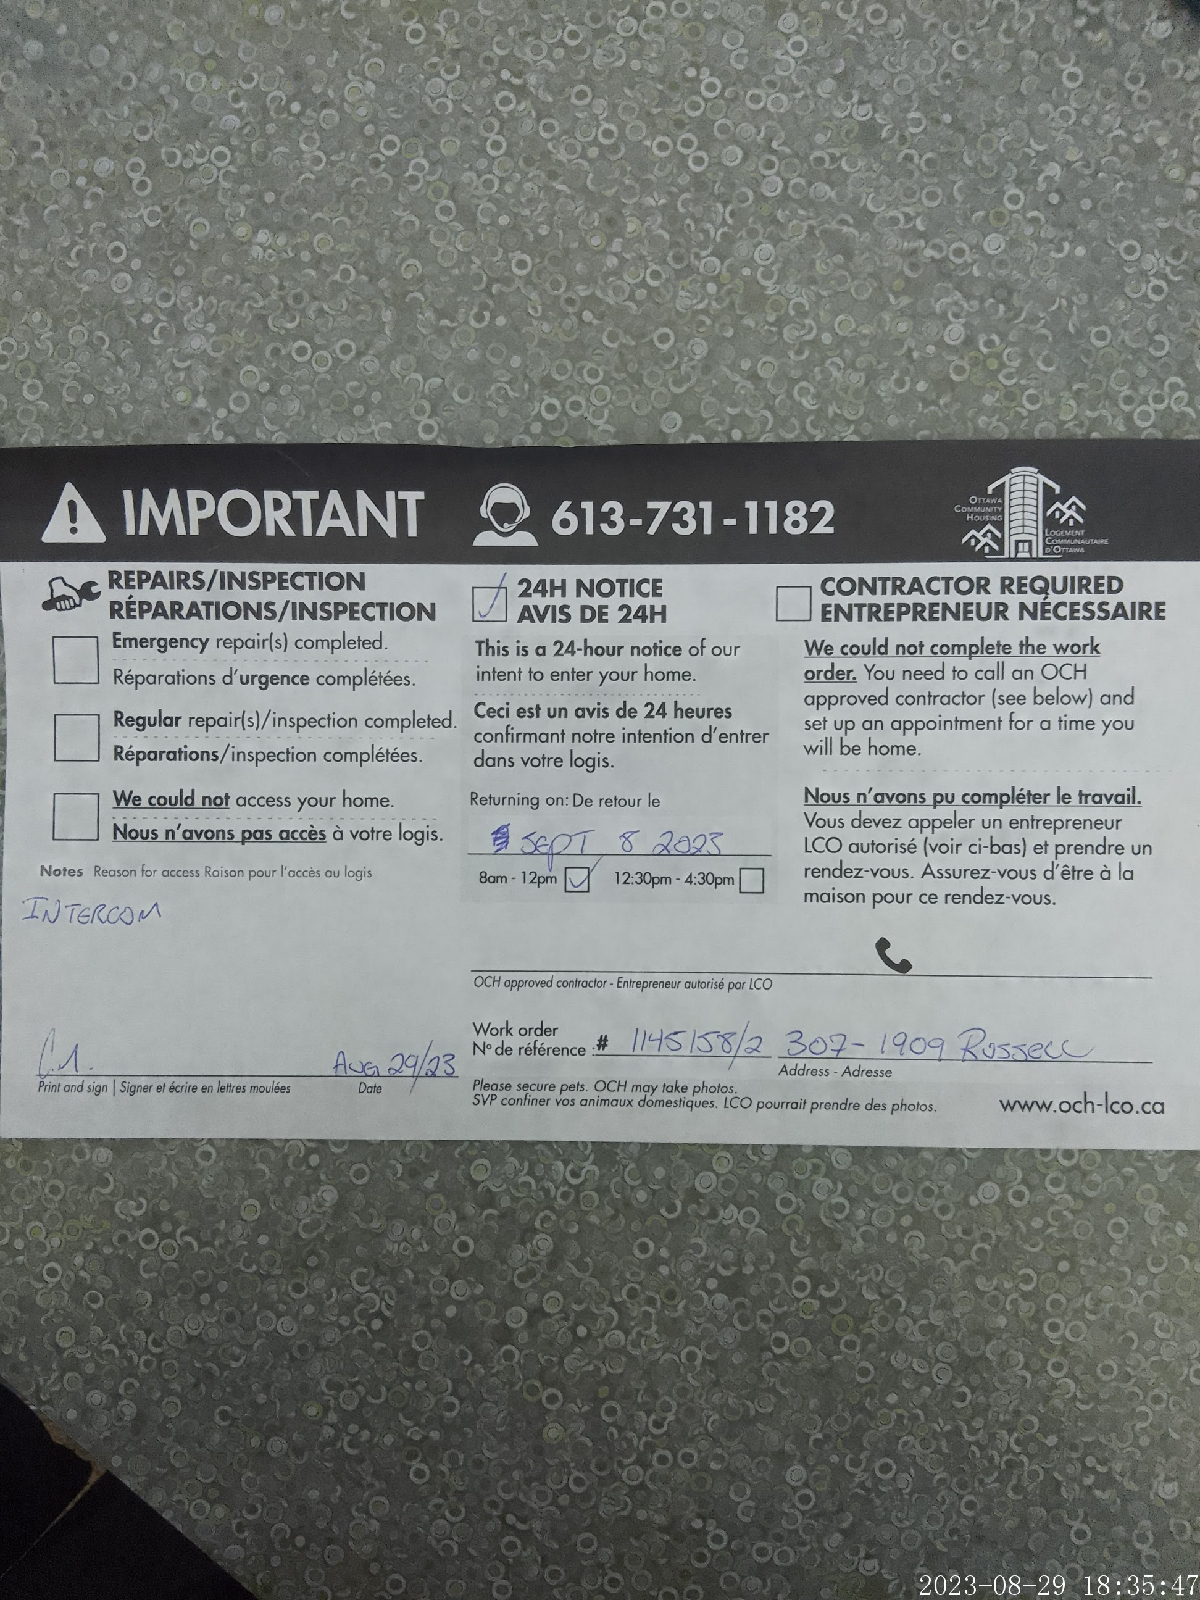 IMPORTANT
613-731-1182
OTTAWA
COMMUNITY
HOUSING
LOGEMENT
COMMUNAUTAIRE
D'OTTAWA
REPAIRS/INSPECTION
RÉPARATIONS/INSPECTION
Emergency repair(s) completed.
Réparations d'urgence complétées.
Regular repair(s)/inspection completed.
Réparations/inspection complétées.
We could not access your home.
Nous n'avons pas accès à votre logis.
Notes Reason for access Raison pour l'accès au logis
INTERCOM
Print and sign | Signer et écrire en lettres moulées
Aug 29/23
Date
24H NOTICE
AVIS DE 24H
This is a 24-hour notice of our
intent to enter your home.
Ceci est un avis de 24 heures
confirmant notre intention d'entrer
dans votre logis.
Returning on: De retour le
SEPT 8 2023
8am - 12pm 12:30pm - 4:30pm
CONTRACTOR REQUIRED
ENTREPRENEUR NÉCESSAIRE
We could not complete the work
order. You need to call an OCH
approved contractor (see below) and
set up an appointment for a time you
will be home.
Nous n'avons pu compléter le travail.
Vous devez appeler un entrepreneur
LCO autorisé (voir ci-bas) et prendre un
rendez-vous. Assurez-vous d'être à la
maison pour ce rendez-vous.
OCH approved contractor - Entrepreneur autorisé par LCO
Work order
N° de référence : # 1145158/2 307-1909 RUSSELL
Address - Adresse
Please secure pets. OCH may take photos.
SVP confiner vos animaux domestiques. LCO pourrait prendre des photos.
www.och-lco.ca
2023-08-29 18:35:47